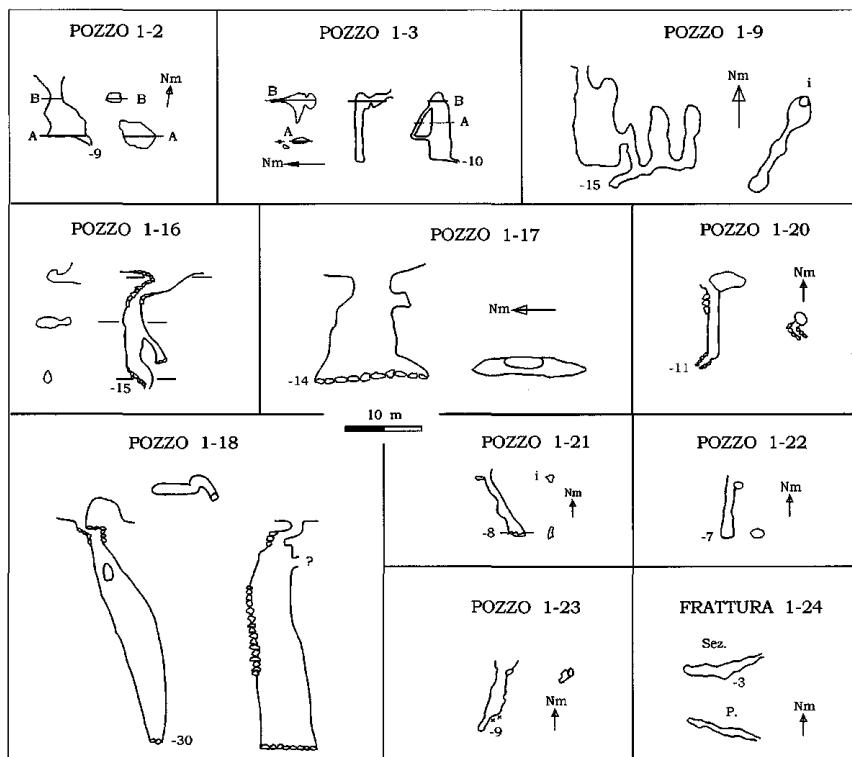 POZZO 1-2
Nm
B
B
A
A
-9
POZZO 1-3
B
A
Nm
B
A
-10
POZZO 1-9
Nm
i
-15
POZZO 1-16
-15
POZZO 1-17
Nm
-14
POZZO 1-20
Nm
-11
10 m
POZZO 1-18
?
-30
POZZO 1-21
i
Nm
-8
POZZO 1-22
Nm
-7
POZZO 1-23
Nm
-9
FRATTURA 1-24
Sez.
-3
P.
Nm